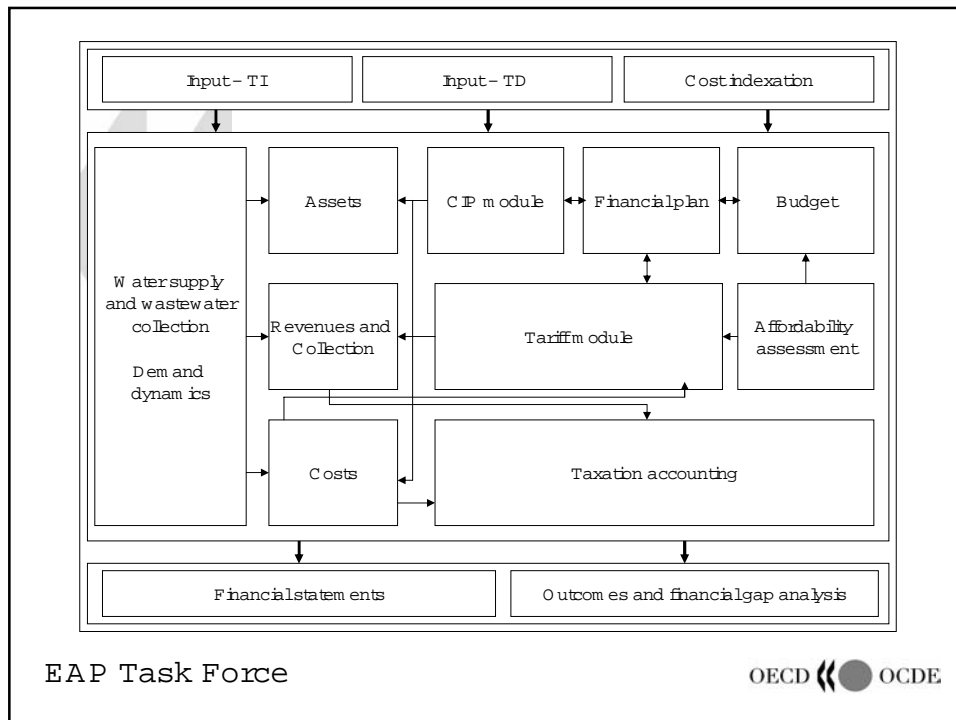 Input – TI
Input – TD
Cost indexation
Assets
CIP module
Financial plan
Budget
Water supply
and wastewater
collection
Demand
dynamics
Revenues and
Collection
Tariff module
Affordability
assessment
Costs
Taxation accounting
Financial statements
Outcomes and financial gap analysis
EAP Task Force
OECD OCDE